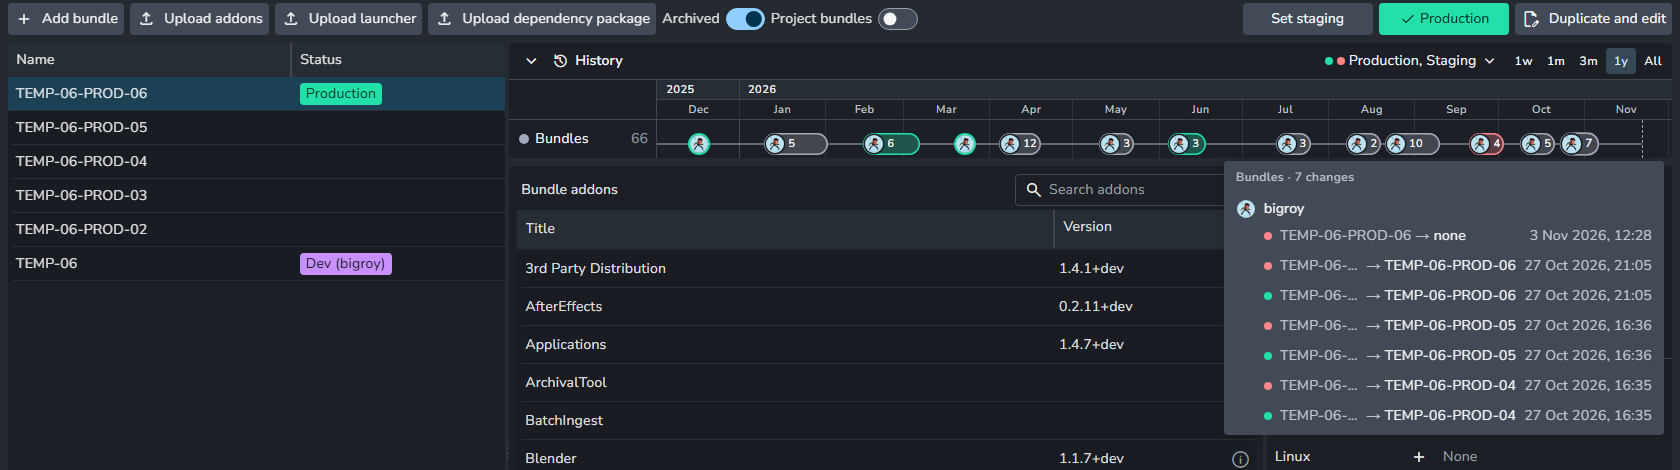 Add bundle Upload addons Upload launcher Upload dependency package Archived Project bundles Set staging Production Duplicate and edit
Name Status
TEMP-06-PROD-06 Production
TEMP-06-PROD-05
TEMP-06-PROD-04
TEMP-06-PROD-03
TEMP-06-PROD-02
TEMP-06 Dev (bigroy)
History Production, Staging 1w 1m 3m 1y All
2025 2026
Dec Jan Feb Mar Apr May Jun Jul Aug Sep Oct Nov
Bundles 66 5 6 12 3 3 3 2 10 4 5 7
Bundle addons Search addons
Title Version
3rd Party Distribution 1.4.1+dev
AfterEffects 0.2.11+dev
Applications 1.4.7+dev
ArchivalTool
BatchIngest
Blender 1.1.7+dev
Bundles · 7 changes
bigroy
TEMP-06-PROD-06 → none 3 Nov 2026, 12:28
TEMP-06-... → TEMP-06-PROD-06 27 Oct 2026, 21:05
TEMP-06-... → TEMP-06-PROD-06 27 Oct 2026, 21:05
TEMP-06-... → TEMP-06-PROD-05 27 Oct 2026, 16:36
TEMP-06-... → TEMP-06-PROD-05 27 Oct 2026, 16:36
TEMP-06-... → TEMP-06-PROD-04 27 Oct 2026, 16:35
TEMP-06-... → TEMP-06-PROD-04 27 Oct 2026, 16:35
Linux + None